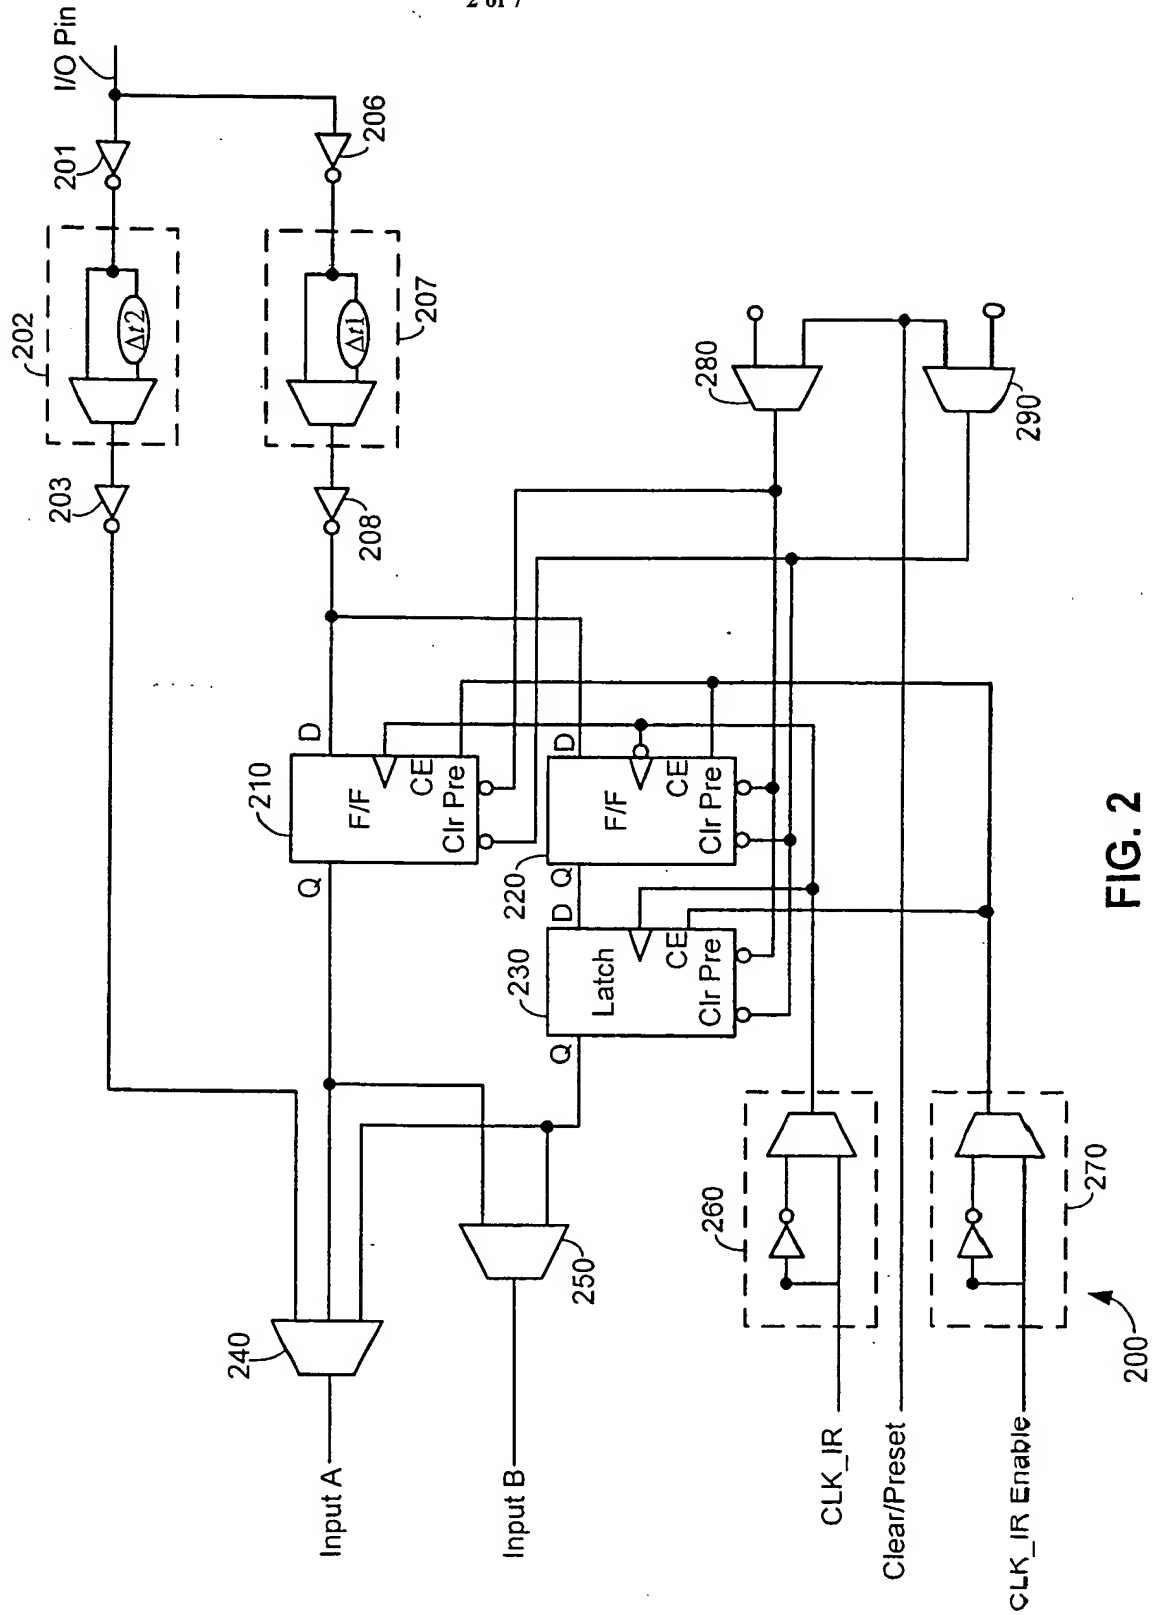 2 of 7
I/O Pin
201
206
202
Δt2
Δt1
207
203
208
280
290
210
D
F/F
CE
Clr Pre
Q
220
D
F/F
CE
Clr Pre
Q
230
D
Latch
CE
Clr Pre
Q
240
250
260
270
Input A
Input B
CLK_IR
Clear/Preset
CLK_IR Enable
200
FIG. 2